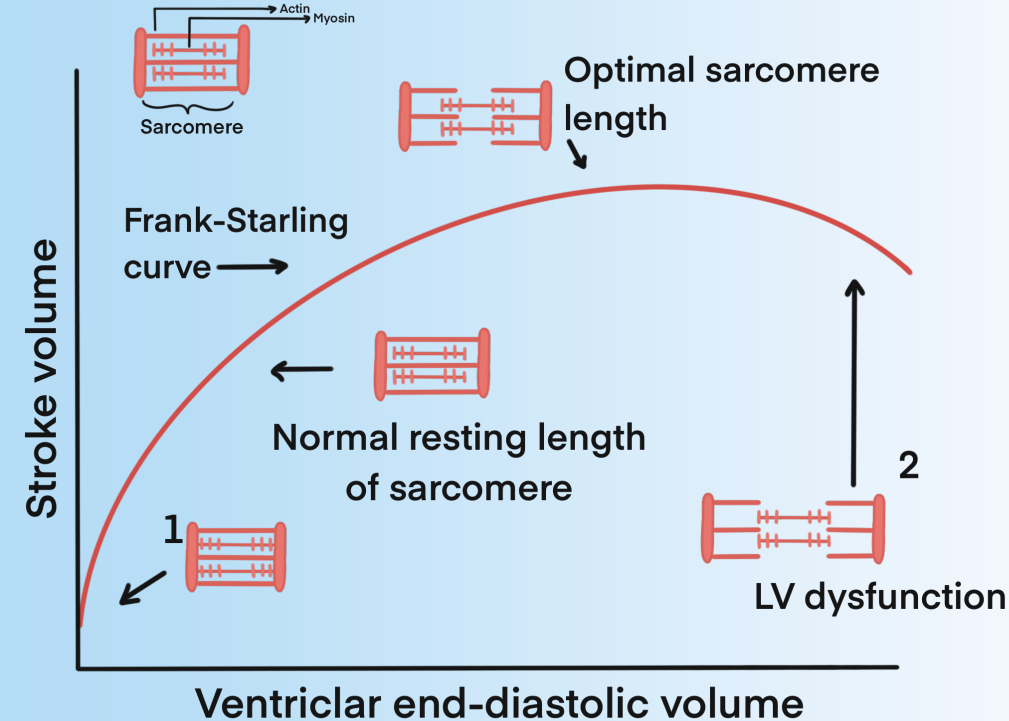 Actin
Myosin
Sarcomere
Optimal sarcomere
length
Frank-Starling
curve
Normal resting length
of sarcomere
1
2
LV dysfunction
Stroke volume
Ventriclar end-diastolic volume